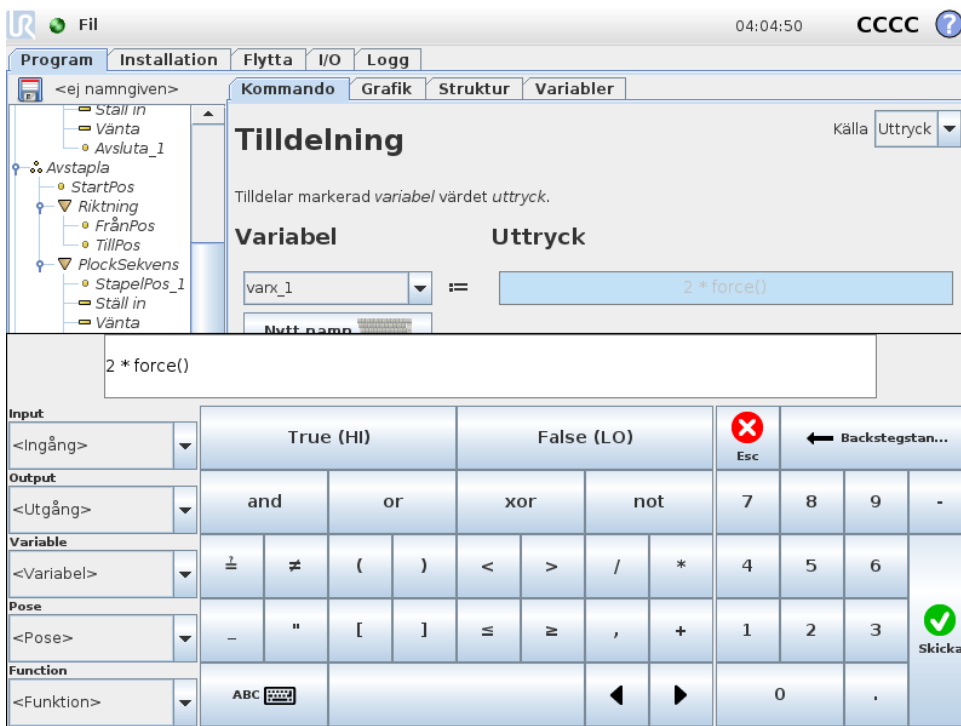 UR Fil 04:04:50 CCCC ?
Program Installation Flytta I/O Logg
<ej namngiven> Kommando Grafik Struktur Variabler
Ställ in
Vänta
Avsluta_1
Avstapla
StartPos
Riktning
FrånPos
TillPos
PlockSekvens
StapelPos_1
Ställ in
Vänta
Tilldelning
Källa Uttryck
Tilldelar markerad variabel värdet uttryck.
Variabel Uttryck
varx_1 := 2 * force()
Nytt namn
2 * force()
Input
<Ingång>
Output
<Utgång>
Variable
<Variabel>
Pose
<Pose>
Function
<Funktion>
True (HI) False (LO) Esc Backstegstan...
and or xor not 7 8 9 -
≟ ≠ ( ) < > / * 4 5 6
_ " [ ] ≤ ≥ , + 1 2 3
Skicka
ABC 0 .